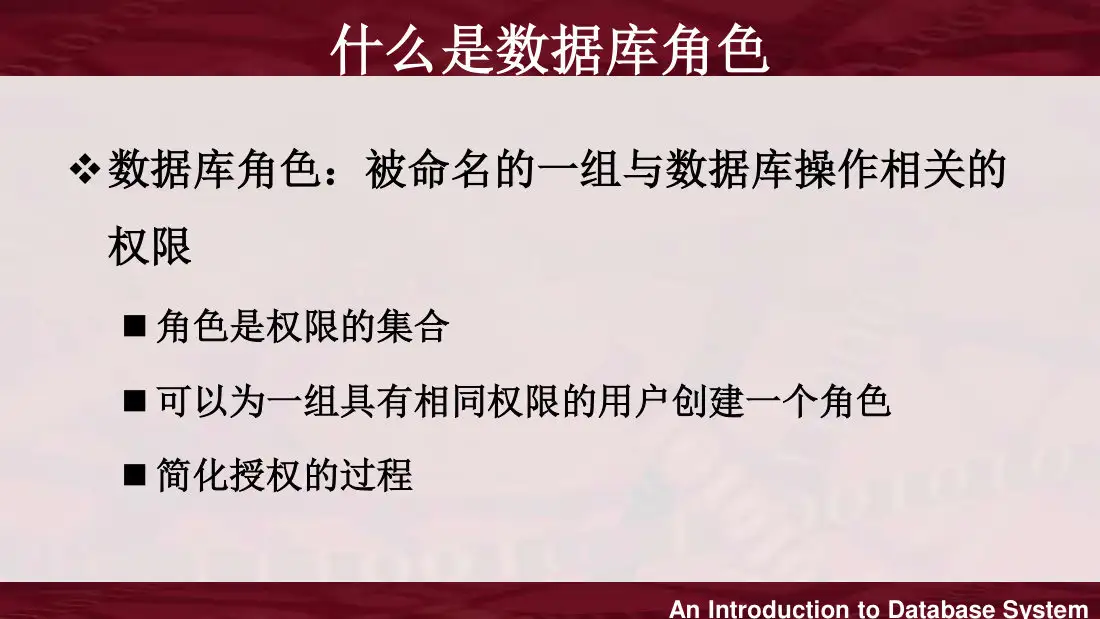 什么是数据库角色
数据库角色：被命名的一组与数据库操作相关的
权限
角色是权限的集合
可以为一组具有相同权限的用户创建一个角色
简化授权的过程
An Introduction to Database System